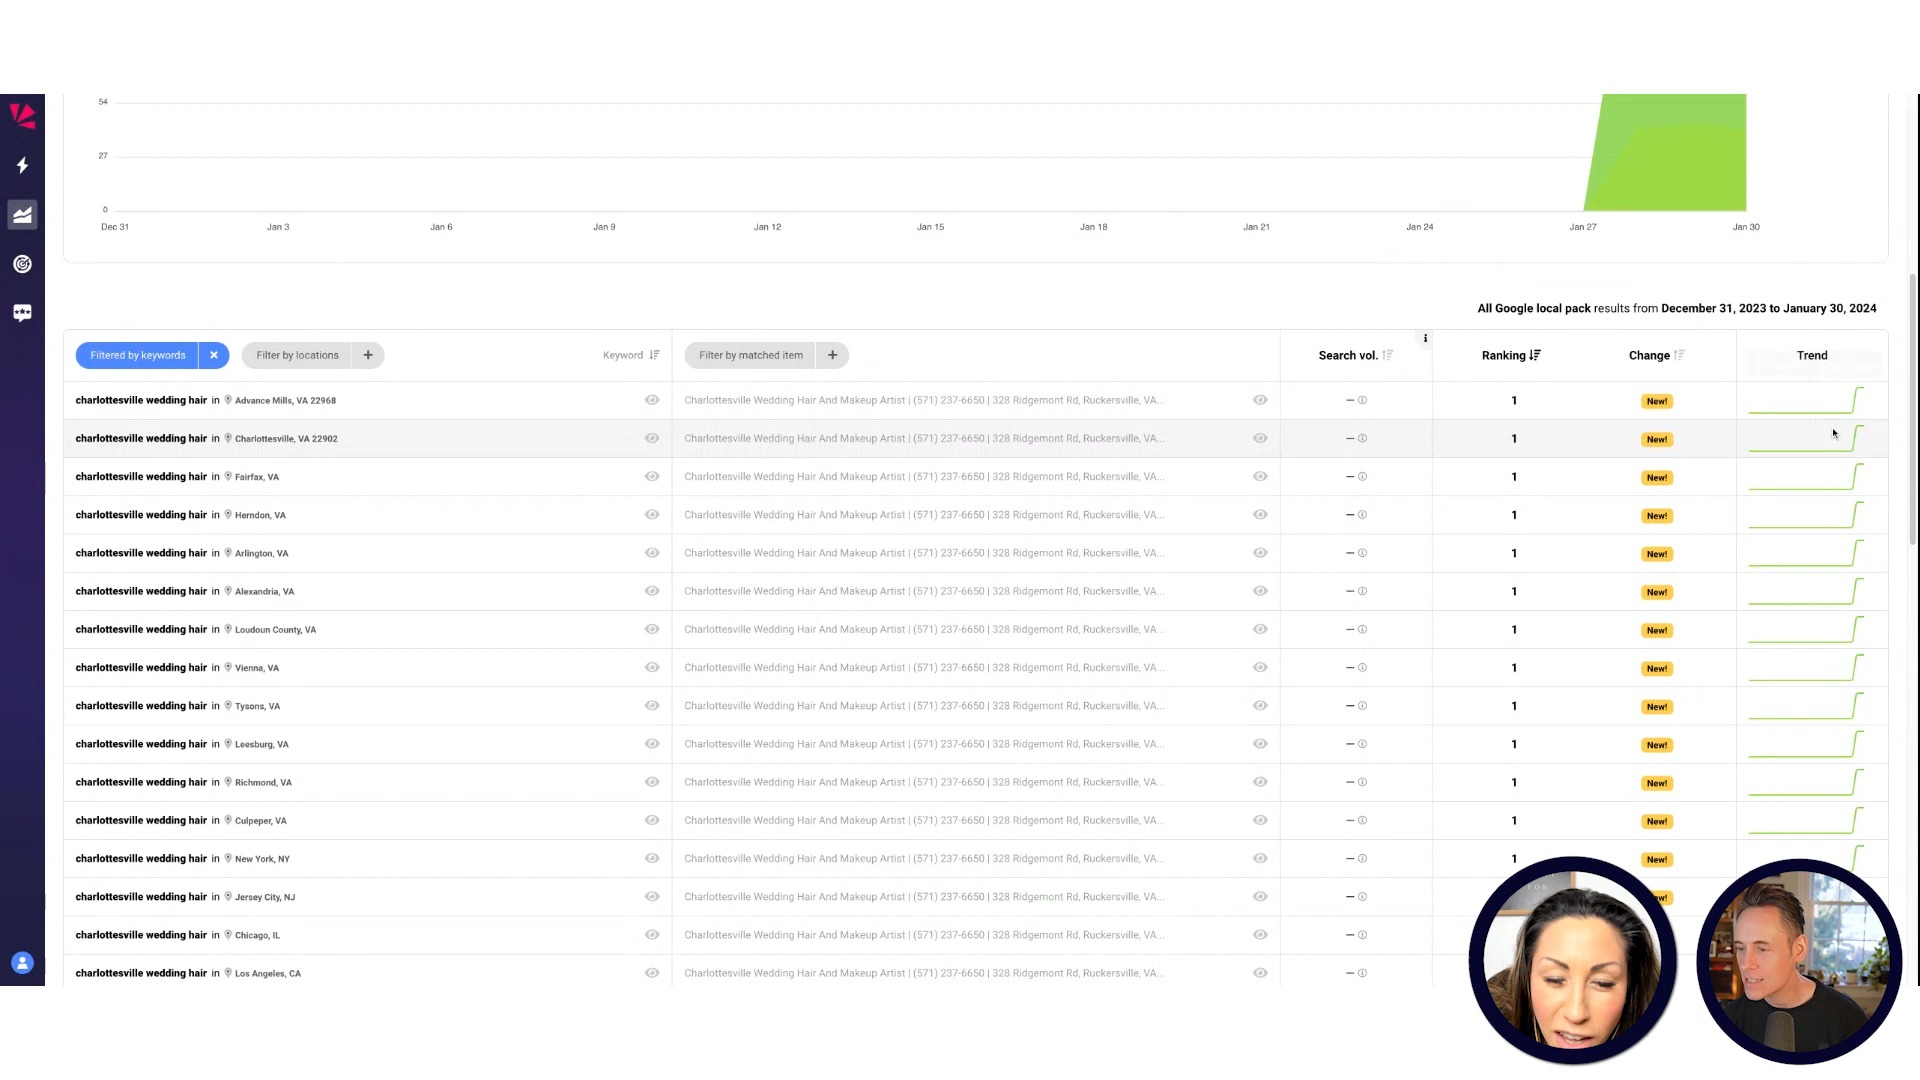 54
27
0
Dec 31 Jan 3 Jan 6 Jan 9 Jan 12 Jan 15 Jan 18 Jan 21 Jan 24 Jan 27 Jan 30
All Google local pack results from December 31, 2023 to January 30, 2024
Filtered by keywords × Filter by locations + Keyword Filter by matched item + Search vol. i Ranking Change Trend
charlottesville wedding hair in Advance Mills, VA 22968 Charlottesville Wedding Hair And Makeup Artist | (571) 237-6650 | 328 Ridgemont Rd, Ruckersville, VA... – 1 New!
charlottesville wedding hair in Charlottesville, VA 22902 Charlottesville Wedding Hair And Makeup Artist | (571) 237-6650 | 328 Ridgemont Rd, Ruckersville, VA... – 1 New!
charlottesville wedding hair in Fairfax, VA Charlottesville Wedding Hair And Makeup Artist | (571) 237-6650 | 328 Ridgemont Rd, Ruckersville, VA... – 1 New!
charlottesville wedding hair in Herndon, VA Charlottesville Wedding Hair And Makeup Artist | (571) 237-6650 | 328 Ridgemont Rd, Ruckersville, VA... – 1 New!
charlottesville wedding hair in Arlington, VA Charlottesville Wedding Hair And Makeup Artist | (571) 237-6650 | 328 Ridgemont Rd, Ruckersville, VA... – 1 New!
charlottesville wedding hair in Alexandria, VA Charlottesville Wedding Hair And Makeup Artist | (571) 237-6650 | 328 Ridgemont Rd, Ruckersville, VA... – 1 New!
charlottesville wedding hair in Loudoun County, VA Charlottesville Wedding Hair And Makeup Artist | (571) 237-6650 | 328 Ridgemont Rd, Ruckersville, VA... – 1 New!
charlottesville wedding hair in Vienna, VA Charlottesville Wedding Hair And Makeup Artist | (571) 237-6650 | 328 Ridgemont Rd, Ruckersville, VA... – 1 New!
charlottesville wedding hair in Tysons, VA Charlottesville Wedding Hair And Makeup Artist | (571) 237-6650 | 328 Ridgemont Rd, Ruckersville, VA... – 1 New!
charlottesville wedding hair in Leesburg, VA Charlottesville Wedding Hair And Makeup Artist | (571) 237-6650 | 328 Ridgemont Rd, Ruckersville, VA... – 1 New!
charlottesville wedding hair in Richmond, VA Charlottesville Wedding Hair And Makeup Artist | (571) 237-6650 | 328 Ridgemont Rd, Ruckersville, VA... – 1 New!
charlottesville wedding hair in Culpeper, VA Charlottesville Wedding Hair And Makeup Artist | (571) 237-6650 | 328 Ridgemont Rd, Ruckersville, VA... – 1 New!
charlottesville wedding hair in New York, NY Charlottesville Wedding Hair And Makeup Artist | (571) 237-6650 | 328 Ridgemont Rd, Ruckersville, VA... – 1 New!
charlottesville wedding hair in Jersey City, NJ Charlottesville Wedding Hair And Makeup Artist | (571) 237-6650 | 328 Ridgemont Rd, Ruckersville, VA... –
charlottesville wedding hair in Chicago, IL Charlottesville Wedding Hair And Makeup Artist | (571) 237-6650 | 328 Ridgemont Rd, Ruckersville, VA... –
charlottesville wedding hair in Los Angeles, CA Charlottesville Wedding Hair And Makeup Artist | (571) 237-6650 | 328 Ridgemont Rd, Ruckersville, VA... –
FOR